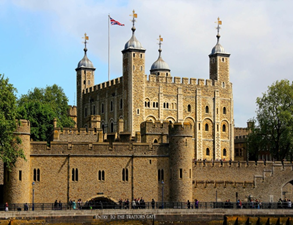 ENTRY TO THE TRAITORS GATE